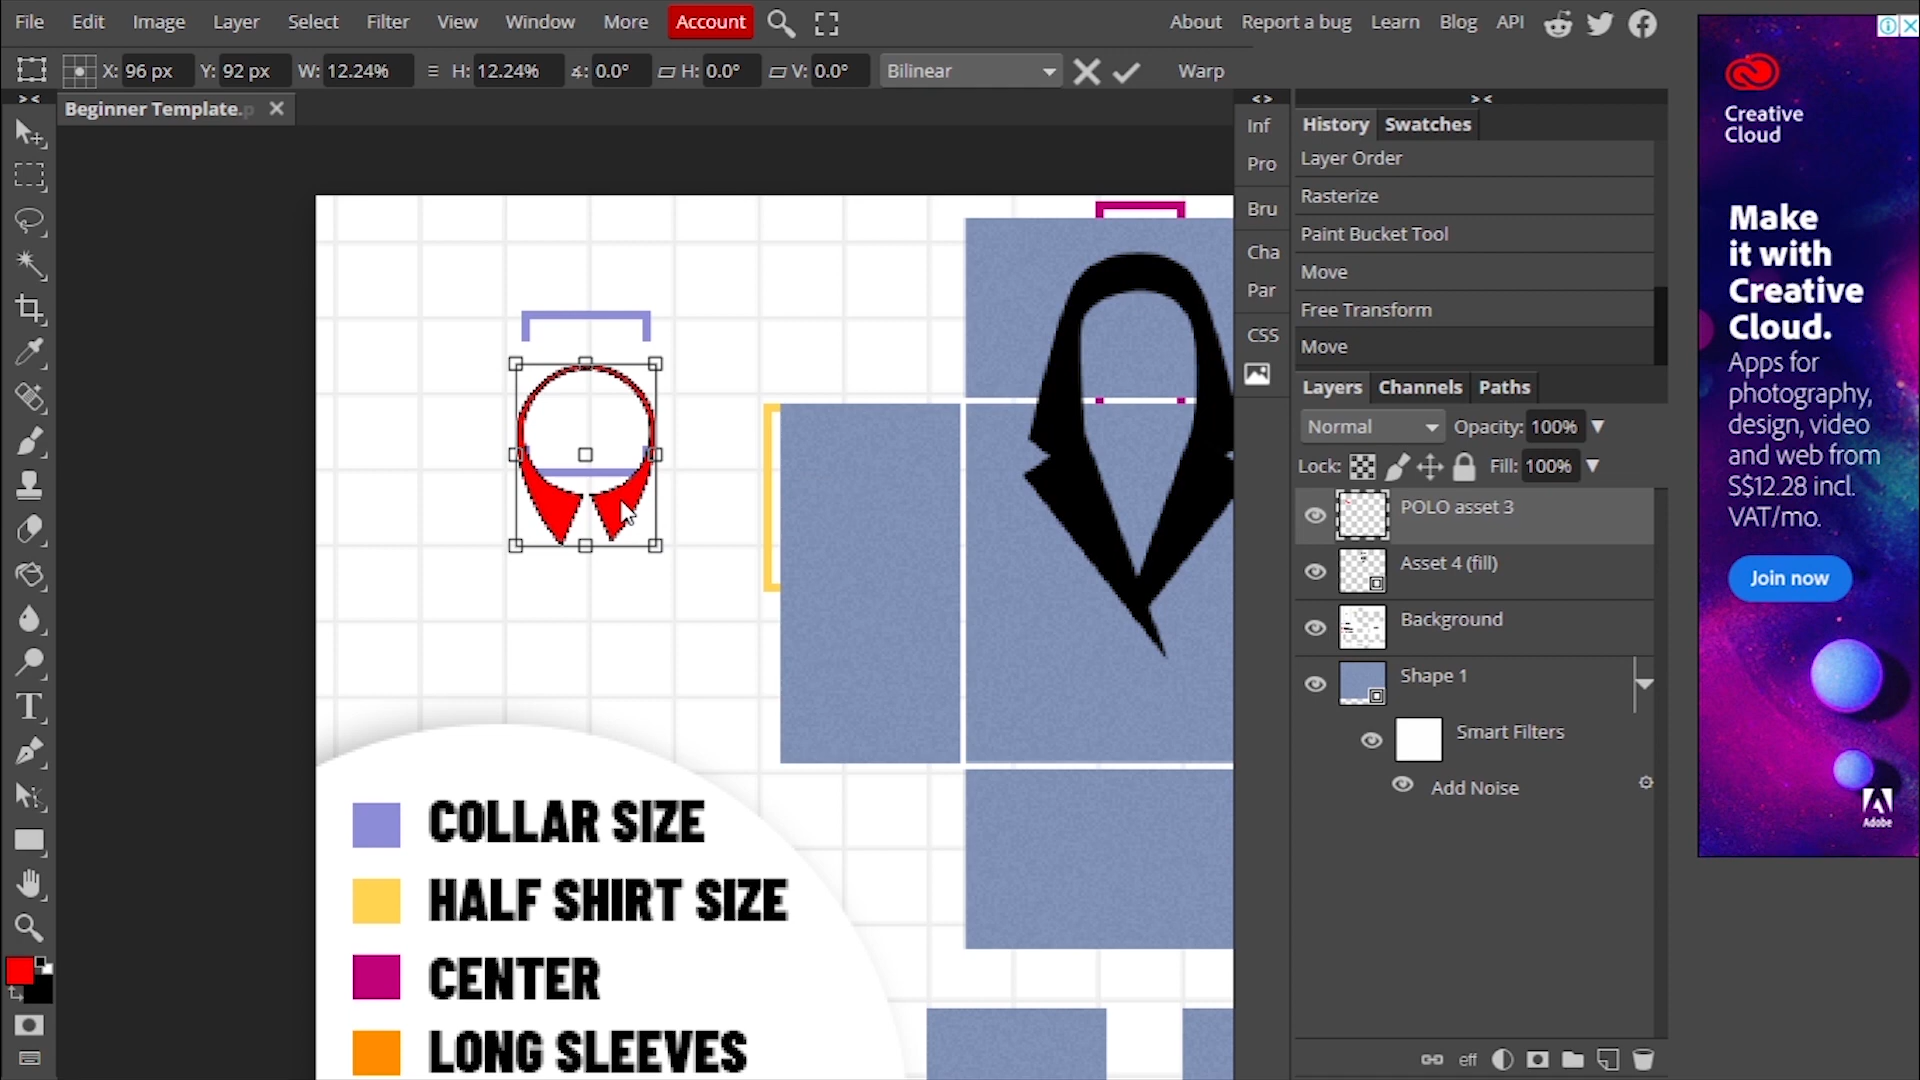 File Edit Image Layer Select Filter View Window More Account About Report a bug Learn Blog API
X: 96 px Y: 92 px W: 12.24% H: 12.24% 0.0° H: 0.0° V: 0.0° Bilinear Warp
Beginner Template.p
Inf
Pro
Bru
Cha
Par
CSS
History Swatches
Layer Order
Rasterize
Paint Bucket Tool
Move
Free Transform
Move
Layers Channels Paths
Normal Opacity: 100%
Lock: Fill: 100%
POLO asset 3
Asset 4 (fill)
Background
Shape 1
Smart Filters
Add Noise
eff
COLLAR SIZE
HALF SHIRT SIZE
CENTER
LONG SLEEVES
Creative
Cloud
Make
it with
Creative
Cloud.
Apps for
photography,
design, video
and web from
S$12.28 incl.
VAT/mo.
Join now
Adobe